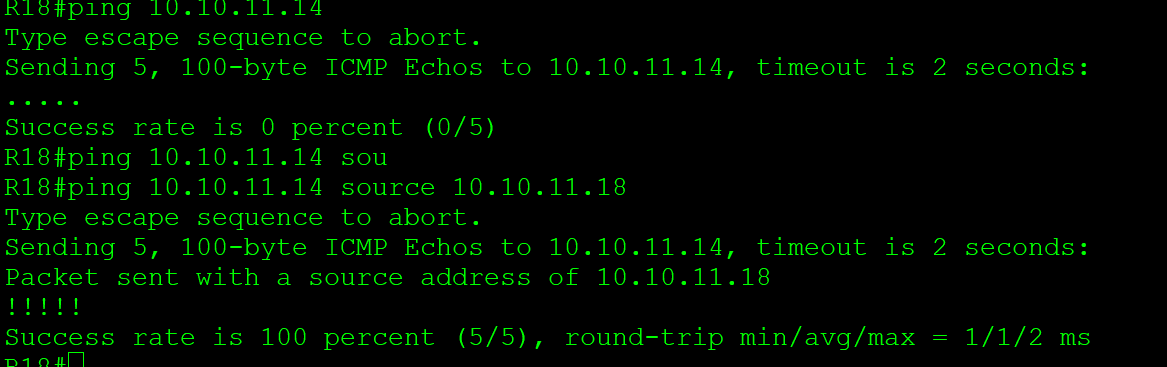 R18#ping 10.10.11.14
Type escape sequence to abort.
Sending 5, 100-byte ICMP Echos to 10.10.11.14, timeout is 2 seconds:
.....
Success rate is 0 percent (0/5)
R18#ping 10.10.11.14 sou
R18#ping 10.10.11.14 source 10.10.11.18
Type escape sequence to abort.
Sending 5, 100-byte ICMP Echos to 10.10.11.14, timeout is 2 seconds:
Packet sent with a source address of 10.10.11.18
!!!!!
Success rate is 100 percent (5/5), round-trip min/avg/max = 1/1/2 ms
R18#